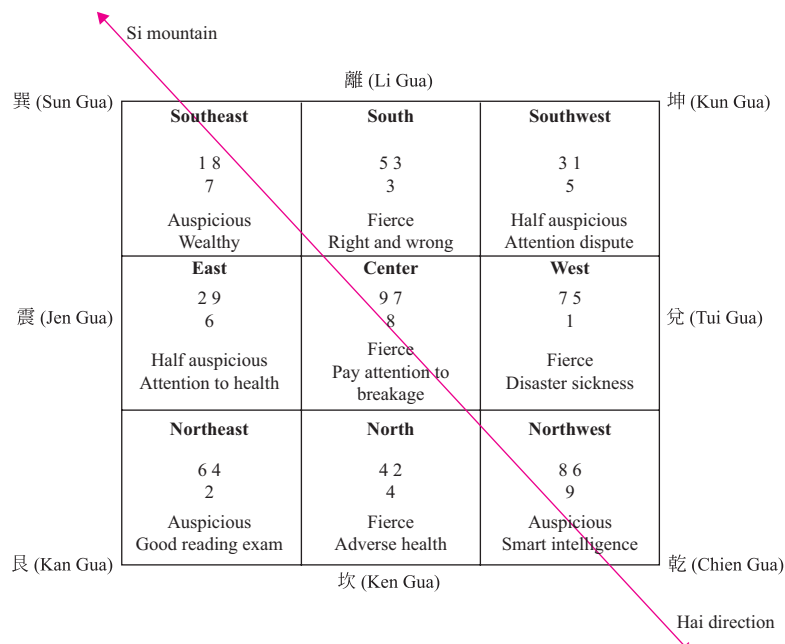 Si mountain
離 (Li Gua)
巽 (Sun Gua)
坤 (Kun Gua)
Southeast
1 8
7
Auspicious
Wealthy
South
5 3
3
Fierce
Right and wrong
Southwest
3 1
5
Half auspicious
Attention dispute
震 (Jen Gua)
East
2 9
6
Half auspicious
Attention to health
Center
9 7
8
Fierce
Pay attention to
breakage
West
7 5
1
Fierce
Disaster sickness
兌 (Tui Gua)
Northeast
6 4
2
Auspicious
Good reading exam
North
4 2
4
Fierce
Adverse health
Northwest
8 6
9
Auspicious
Smart intelligence
艮 (Kan Gua)
坎 (Ken Gua)
乾 (Chien Gua)
Hai direction